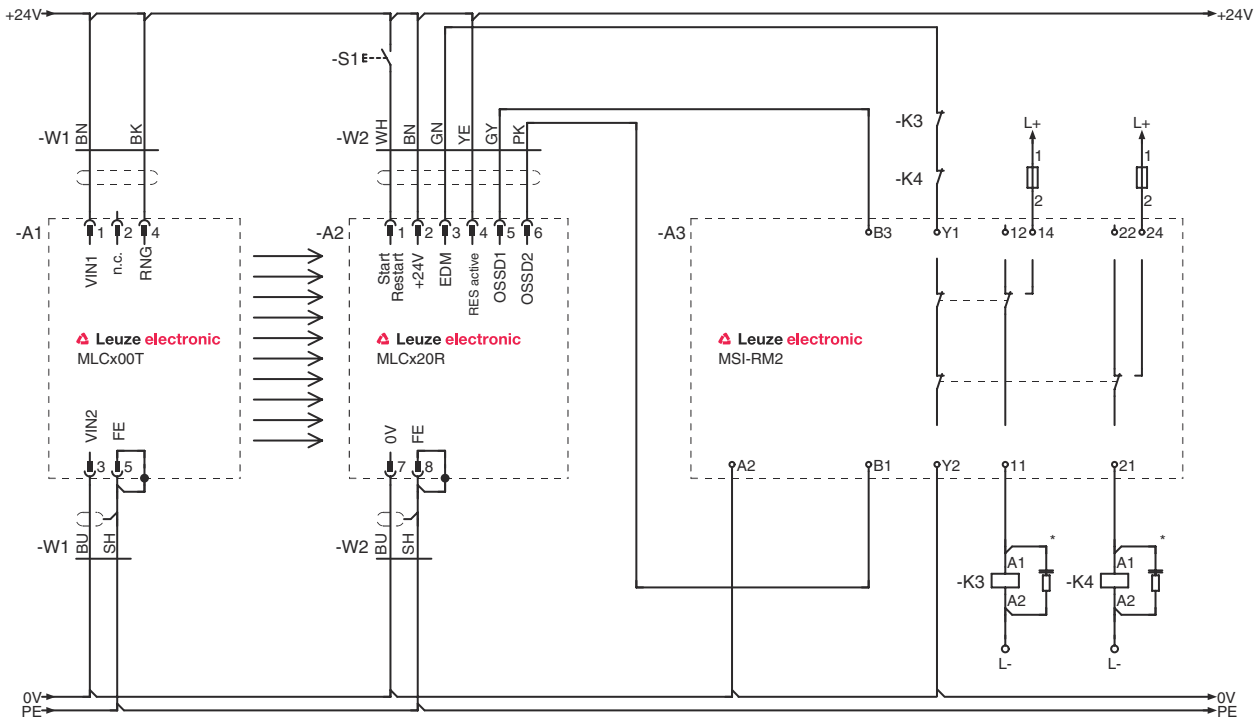 +24V +24V
-S1
-W1 BN BK
-W2 WH BN GN YE GY PK
-K3
-K4
L+ L+
1 1
2 2
-A1 1 2 4
-A2 1 2 3 4 5 6
-A3 B3 Y1 12 14 22 24
VIN1 n.c. RNG
Start
Restart
+24V EDM RES active OSSD1 OSSD2
Leuze electronic
MLCx00T
Leuze electronic
MLCx20R
Leuze electronic
MSI-RM2
VIN2 FE
0V FE
3 5
7 8
A2 B1 Y2 11 21
-W1 BU SH
-W2 BU SH
* *
-K3 A1 A2
-K4 A1 A2
L- L-
0V 0V
PE PE